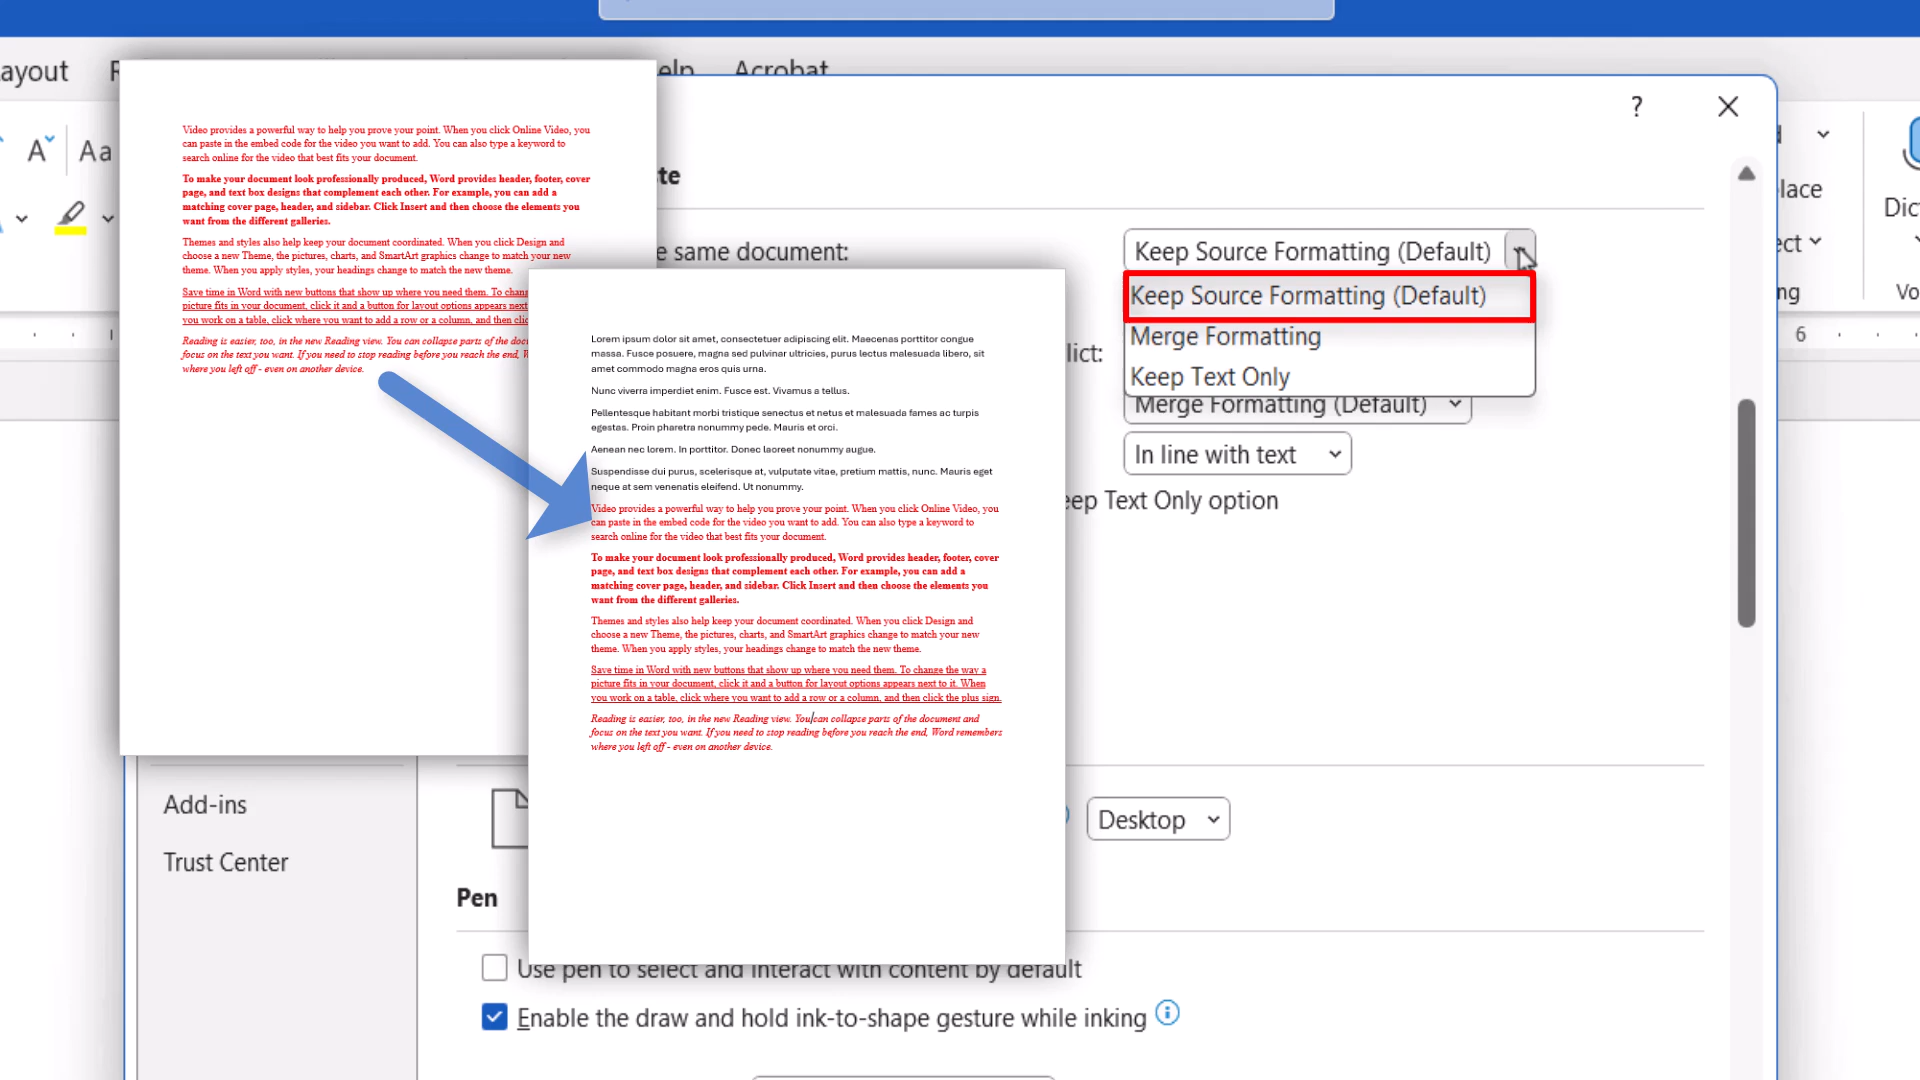 ayout
elp
Acrobat
Aa
lace
Dic
ect
ng
Vo
6
Video provides a powerful way to help you prove your point. When you click Online Video, you
can paste in the embed code for the video you want to add. You can also type a keyword to
search online for the video that best fits your document.
To make your document look professionally produced, Word provides header, footer, cover
page, and text box designs that complement each other. For example, you can add a
matching cover page, header, and sidebar. Click Insert and then choose the elements you
want from the different galleries.
Themes and styles also help keep your document coordinated. When you click Design and
choose a new Theme, the pictures, charts, and SmartArt graphics change to match your new
theme. When you apply styles, your headings change to match the new theme.
Save time in Word with new buttons that show up where you need them. To chang
picture fits in your document, click it and a button for layout options appears next
you work on a table, click where you want to add a row or a column, and then clic
Reading is easier, too, in the new Reading view. You can collapse parts of the doc
focus on the text you want. If you need to stop reading before you reach the end, W
where you left off - even on another device.
?
ste
e same document:
Keep Source Formatting (Default)
Keep Source Formatting (Default)
Merge Formatting
Keep Text Only
lict:
Merge Formatting (Default)
In line with text
eep Text Only option
Lorem ipsum dolor sit amet, consectetuer adipiscing elit. Maecenas porttitor congue
massa. Fusce posuere, magna sed pulvinar ultricies, purus lectus malesuada libero, sit
amet commodo magna eros quis urna.
Nunc viverra imperdiet enim. Fusce est. Vivamus a tellus.
Pellentesque habitant morbi tristique senectus et netus et malesuada fames ac turpis
egestas. Proin pharetra nonummy pede. Mauris et orci.
Aenean nec lorem. In porttitor. Donec laoreet nonummy augue.
Suspendisse dui purus, scelerisque at, vulputate vitae, pretium mattis, nunc. Mauris eget
neque at sem venenatis eleifend. Ut nonummy.
Video provides a powerful way to help you prove your point. When you click Online Video, you
can paste in the embed code for the video you want to add. You can also type a keyword to
search online for the video that best fits your document.
To make your document look professionally produced, Word provides header, footer, cover
page, and text box designs that complement each other. For example, you can add a
matching cover page, header, and sidebar. Click Insert and then choose the elements you
want from the different galleries.
Themes and styles also help keep your document coordinated. When you click Design and
choose a new Theme, the pictures, charts, and SmartArt graphics change to match your new
theme. When you apply styles, your headings change to match the new theme.
Save time in Word with new buttons that show up where you need them. To change the way a
picture fits in your document, click it and a button for layout options appears next to it. When
you work on a table, click where you want to add a row or a column, and then click the plus sign.
Reading is easier, too, in the new Reading view. You can collapse parts of the document and
focus on the text you want. If you need to stop reading before you reach the end, Word remembers
where you left off - even on another device.
Add-ins
Trust Center
Desktop
Pen
Use pen to select and interact with content by default
Enable the draw and hold ink-to-shape gesture while inking